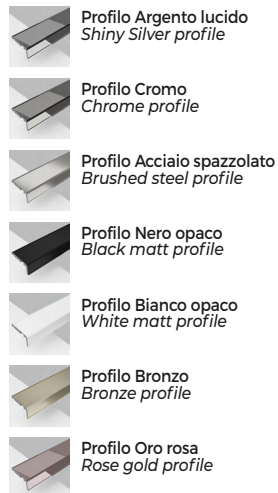 Profilo Argento lucido
Shiny Silver profile
Profilo Cromo
Chrome profile
Profilo Acciaio spazzolato
Brushed steel profile
Profilo Nero opaco
Black matt profile
Profilo Bianco opaco
White matt profile
Profilo Bronzo
Bronze profile
Profilo Oro rosa
Rose gold profile